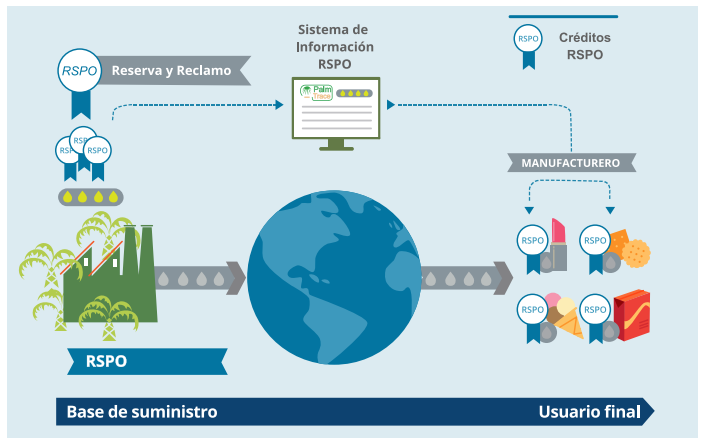 RSPO
Reserva y Reclamo
Sistema de
Información
RSPO
RSPO
Créditos
RSPO
Palm
Trace
RSPO
RSPO
MANUFACTURERO
RSPO
RSPO
RSPO
RSPO
RSPO
Base de suministro
Usuario final